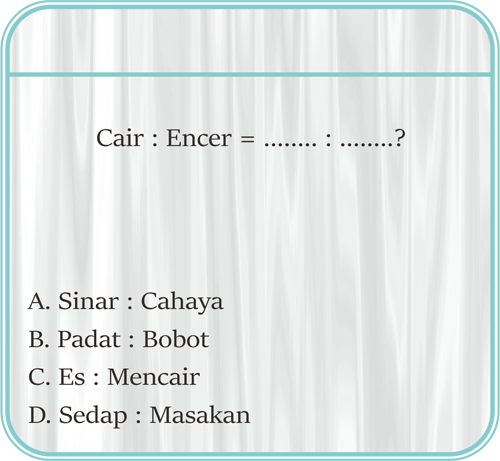 Cair : Encer = ........ : ........?
A. Sinar : Cahaya
B. Padat : Bobot
C. Es : Mencair
D. Sedap : Masakan